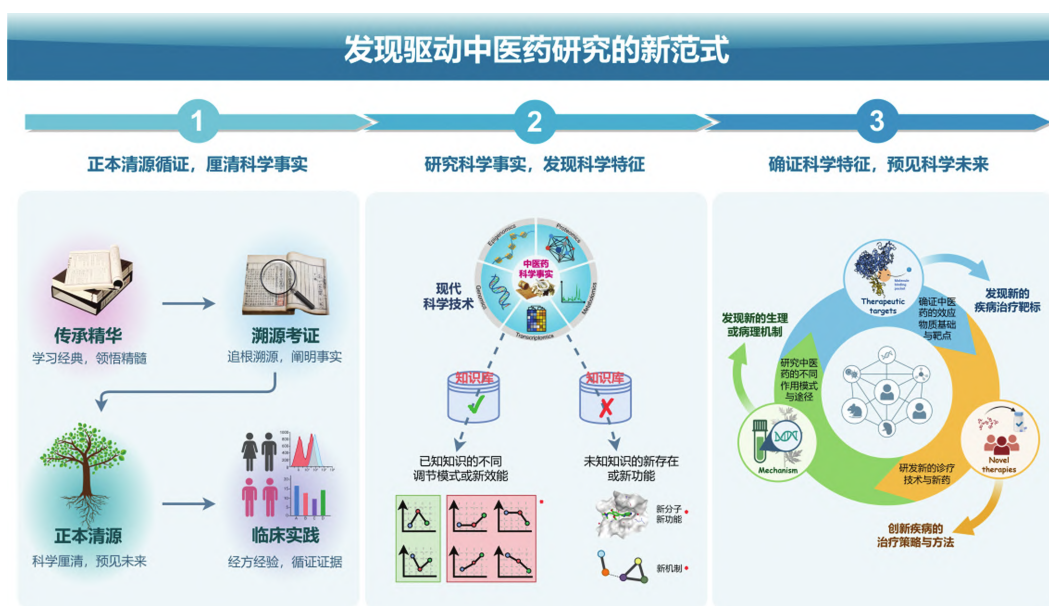 发现驱动中医药研究的新范式
1
2
3
正本清源循证，厘清科学事实
研究科学事实，发现科学特征
确证科学特征，预见科学未来
传承精华
学习经典，领悟精髓
溯源考证
追根溯源，阐明事实
正本清源
科学厘清，预见未来
临床实践
经方经验，循证证据
现代
科学技术
Epigenomics
Proteomics
Genomics
Metabolomics
Transcriptomics
中医药
科学事实
知识库
知识库
已知知识的不同
调节模式或新效能
未知知识的新存在
或新功能
新分子
新功能
新机制
Therapeutic
targets
确证中医
药的效应
物质基础
与靶点
发现新的
疾病治疗靶标
发现新的生理
或病理机制
研究中医
药的不同
作用模式
与途径
Mechanism
Novel
therapies
研发新的诊疗
技术与新药
创新疾病的
治疗策略与方法